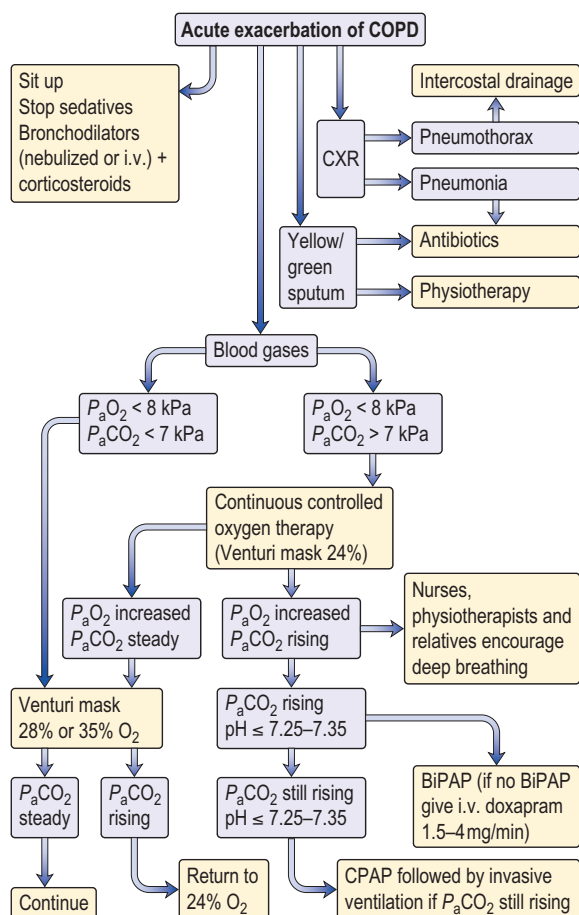 Acute exacerbation of COPD
Sit up
Stop sedatives
Bronchodilators
(nebulized or i.v.) +
corticosteroids
Intercostal drainage
CXR
Pneumothorax
Pneumonia
Yellow/
green
sputum
Antibiotics
Physiotherapy
Blood gases
PaO2 < 8 kPa
PaCO2 < 7 kPa
PaO2 < 8 kPa
PaCO2 > 7 kPa
Continuous controlled
oxygen therapy
(Venturi mask 24%)
PaO2 increased
PaCO2 steady
PaO2 increased
PaCO2 rising
Nurses,
physiotherapists and
relatives encourage
deep breathing
Venturi mask
28% or 35% O2
PaCO2 rising
pH ≤ 7.25–7.35
PaCO2
steady
PaCO2
rising
PaCO2 still rising
pH ≤ 7.25–7.35
BiPAP (if no BiPAP
give i.v. doxapram
1.5–4 mg/min)
Continue
Return to
24% O2
CPAP followed by invasive
ventilation if PaCO2 still rising